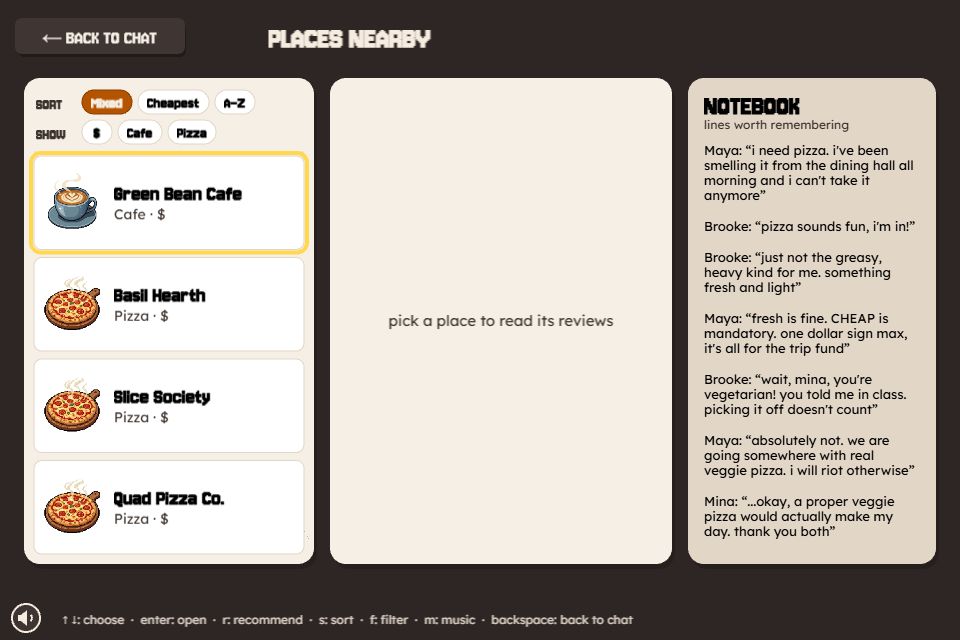 ← BACK TO CHAT
PLACES NEARBY
SORT Mixed Cheapest A-Z
SHOW $ Cafe Pizza
Green Bean Cafe
Cafe · $
Basil Hearth
Pizza · $
Slice Society
Pizza · $
Quad Pizza Co.
Pizza · $
pick a place to read its reviews
NOTEBOOK
lines worth remembering
Maya: “i need pizza. i've been
smelling it from the dining hall all
morning and i can't take it
anymore”
Brooke: “pizza sounds fun, i'm in!”
Brooke: “just not the greasy,
heavy kind for me. something
fresh and light”
Maya: “fresh is fine. CHEAP is
mandatory. one dollar sign max,
it's all for the trip fund”
Brooke: “wait, mina, you're
vegetarian! you told me in class.
picking it off doesn't count”
Maya: “absolutely not. we are
going somewhere with real
veggie pizza. i will riot otherwise”
Mina: “...okay, a proper veggie
pizza would actually make my
day. thank you both”
↑ ↓: choose · enter: open · r: recommend · s: sort · f: filter · m: music · backspace: back to chat